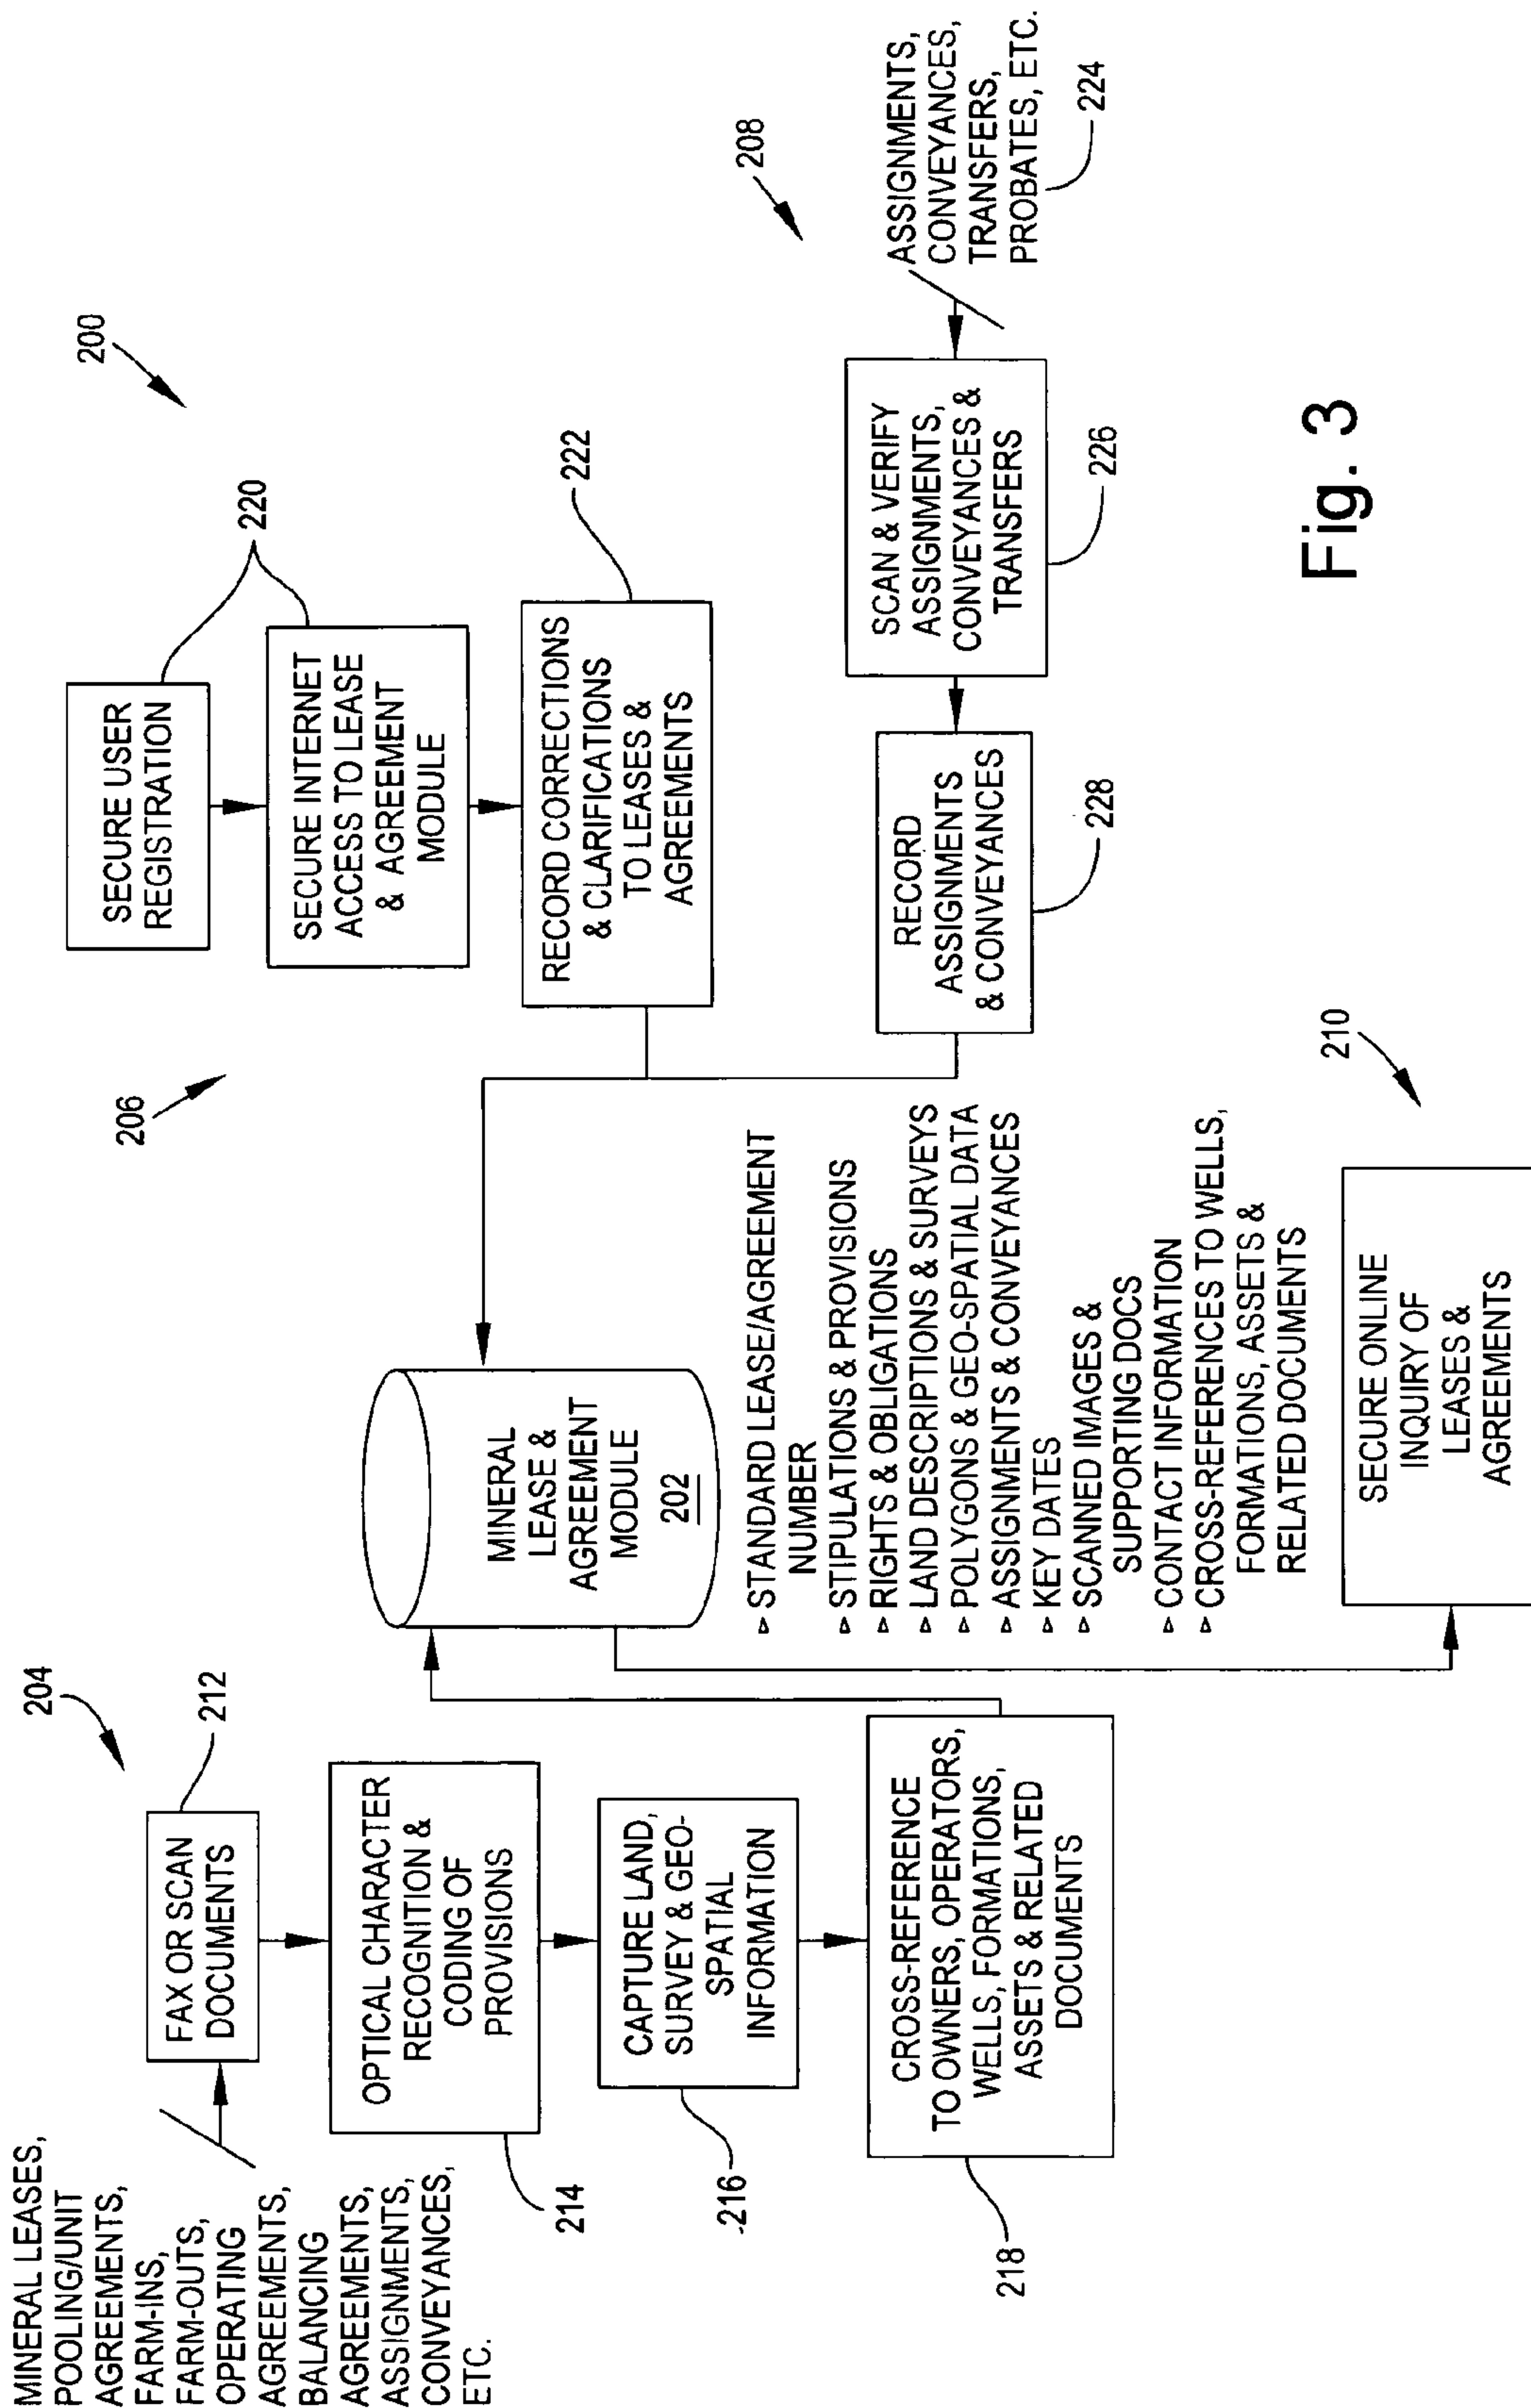 MINERAL LEASES,
POOLING/UNIT
AGREEMENTS,
FARM-INS,
FARM-OUTS,
OPERATING
AGREEMENTS,
BALANCING
AGREEMENTS,
ASSIGNMENTS,
CONVEYANCES,
ETC.
204
212
FAX OR SCAN
DOCUMENTS
OPTICAL CHARACTER
RECOGNITION &
CODING OF
PROVISIONS
214
CAPTURE LAND,
SURVEY & GEO-
SPATIAL
INFORMATION
216
CROSS-REFERENCE
TO OWNERS, OPERATORS,
WELLS, FORMATIONS,
ASSETS & RELATED
DOCUMENTS
218
MINERAL
LEASE &
AGREEMENT
MODULE
202
▹ STANDARD LEASE/AGREEMENT
NUMBER
▹ STIPULATIONS & PROVISIONS
▹ RIGHTS & OBLIGATIONS
▹ LAND DESCRIPTIONS & SURVEYS
▹ POLYGONS & GEO-SPATIAL DATA
▹ ASSIGNMENTS & CONVEYANCES
▹ KEY DATES
▹ SCANNED IMAGES &
SUPPORTING DOCS
▹ CONTACT INFORMATION
▹ CROSS-REFERENCES TO WELLS,
FORMATIONS, ASSETS &
RELATED DOCUMENTS
210
SECURE ONLINE
INQUIRY OF
LEASES &
AGREEMENTS
206
200
SECURE USER
REGISTRATION
220
SECURE INTERNET
ACCESS TO LEASE
& AGREEMENT
MODULE
RECORD CORRECTIONS
& CLARIFICATIONS
TO LEASES &
AGREEMENTS
222
208
ASSIGNMENTS,
CONVEYANCES,
TRANSFERS,
PROBATES, ETC.
224
SCAN & VERIFY
ASSIGNMENTS,
CONVEYANCES &
TRANSFERS
226
RECORD
ASSIGNMENTS
& CONVEYANCES
228
Fig. 3